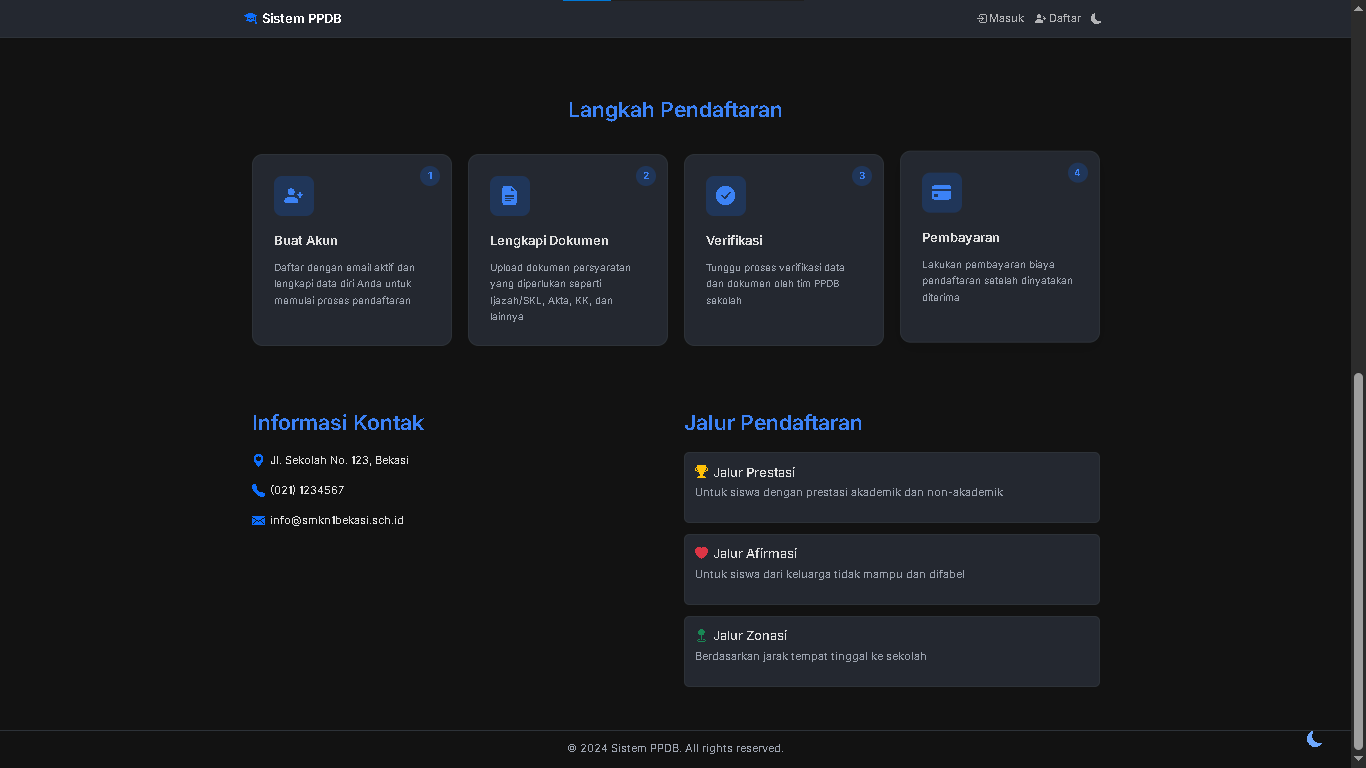 Sistem PPDB
Masuk
Daftar
Langkah Pendaftaran
1
Buat Akun
Daftar dengan email aktif dan
lengkapi data diri Anda untuk
memulai proses pendaftaran
2
Lengkapi Dokumen
Upload dokumen persyaratan
yang diperlukan seperti
Ijazah/SKL, Akta, KK, dan
lainnya
3
Verifikasi
Tunggu proses verifikasi data
dan dokumen oleh tim PPDB
sekolah
4
Pembayaran
Lakukan pembayaran biaya
pendaftaran setelah dinyatakan
diterima
Informasi Kontak
Jl. Sekolah No. 123, Bekasi
(021) 1234567
info@smkn1bekasi.sch.id
Jalur Pendaftaran
Jalur Prestasi
Untuk siswa dengan prestasi akademik dan non-akademik
Jalur Afirmasi
Untuk siswa dari keluarga tidak mampu dan difabel
Jalur Zonasi
Berdasarkan jarak tempat tinggal ke sekolah
© 2024 Sistem PPDB. All rights reserved.